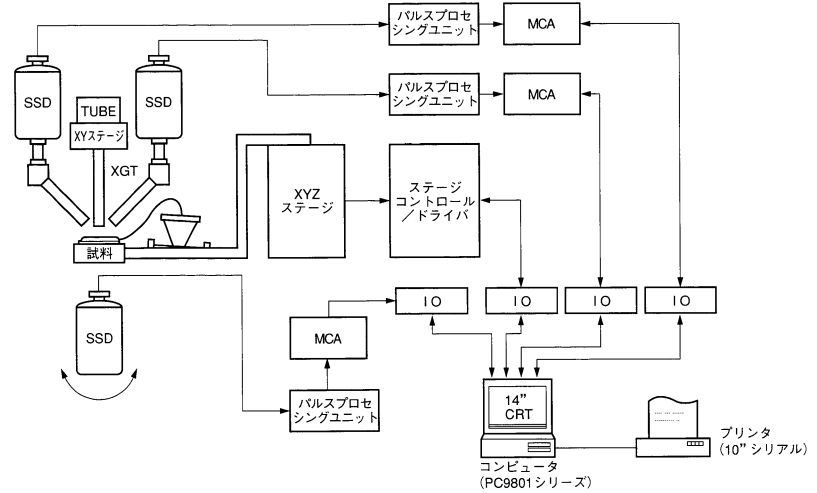 パルスプロセ
シングユニット
MCA
パルスプロセ
シングユニット
MCA
SSD
TUBE
XYステージ
SSD
XGT
XYZ
ステージ
ステージ
コントロール
/ドライバ
試料
IO
IO
IO
IO
SSD
MCA
パルスプロセ
シングユニット
14”
CRT
コンピュータ
(PC9801シリーズ)
プリンタ
(10”シリアル)